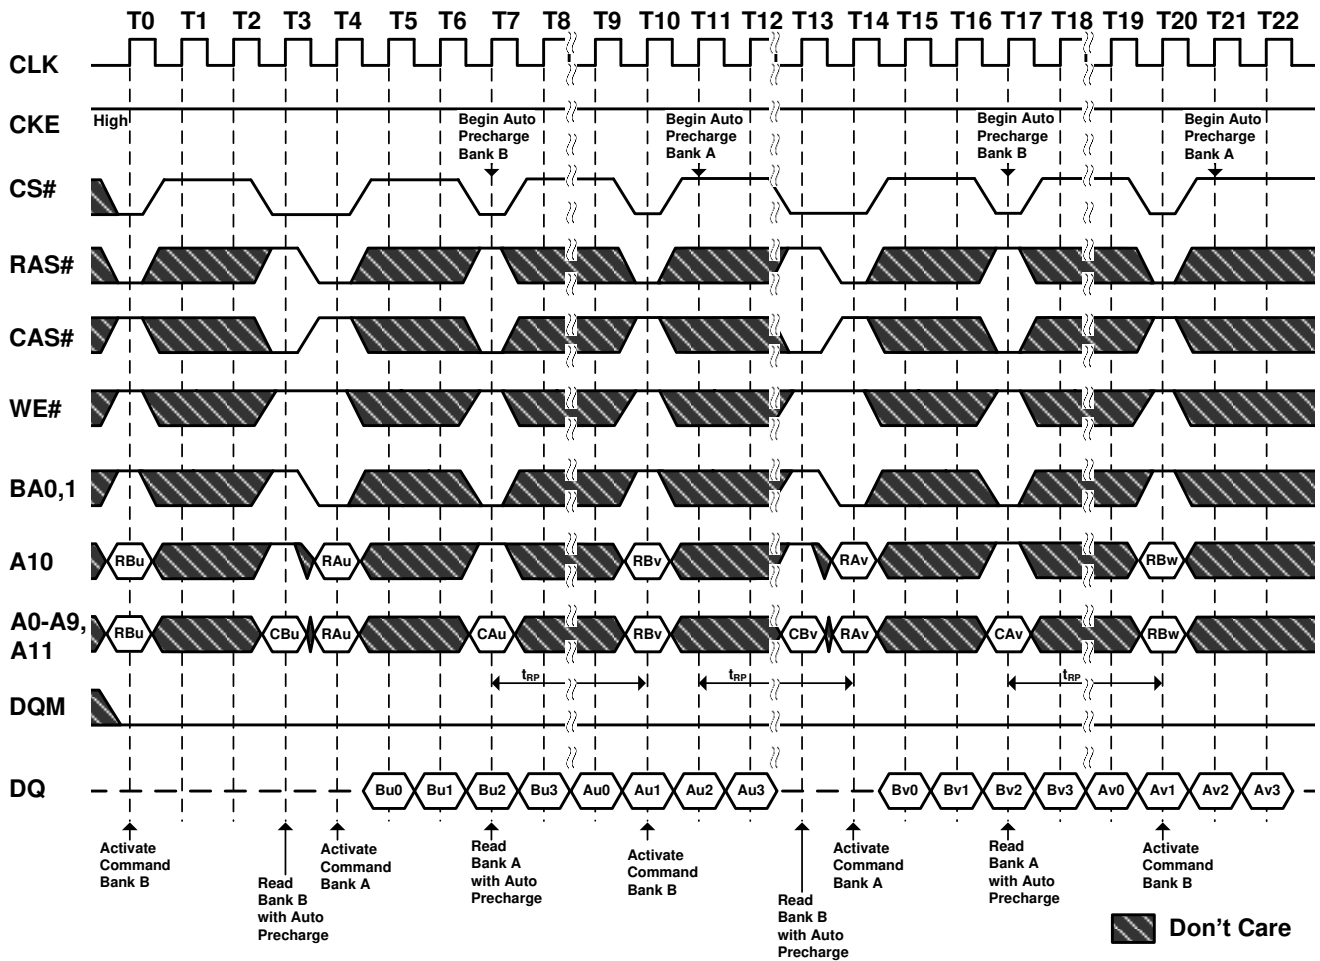 T0 T1 T2 T3 T4 T5 T6 T7 T8 T9 T10 T11 T12 T13 T14 T15 T16 T17 T18 T19 T20 T21 T22
CLK
CKE
High
Begin Auto
Precharge
Bank B
Begin Auto
Precharge
Bank A
Begin Auto
Precharge
Bank B
Begin Auto
Precharge
Bank A
CS#
RAS#
CAS#
WE#
BA0,1
A10
RBu RAu RBv RAv RBw
A0-A9,
A11
RBu CBu RAu CAu RBv CBv RAv CAv RBw
tRP tRP tRP
DQM
DQ
Bu0 Bu1 Bu2 Bu3 Au0 Au1 Au2 Au3 Bv0 Bv1 Bv2 Bv3 Av0 Av1 Av2 Av3
Activate
Command
Bank B
Read
Bank B
with Auto
Precharge
Activate
Command
Bank A
Read
Bank A
with Auto
Precharge
Activate
Command
Bank B
Read
Bank B
with Auto
Precharge
Activate
Command
Bank A
Read
Bank A
with Auto
Precharge
Activate
Command
Bank B
Don't Care